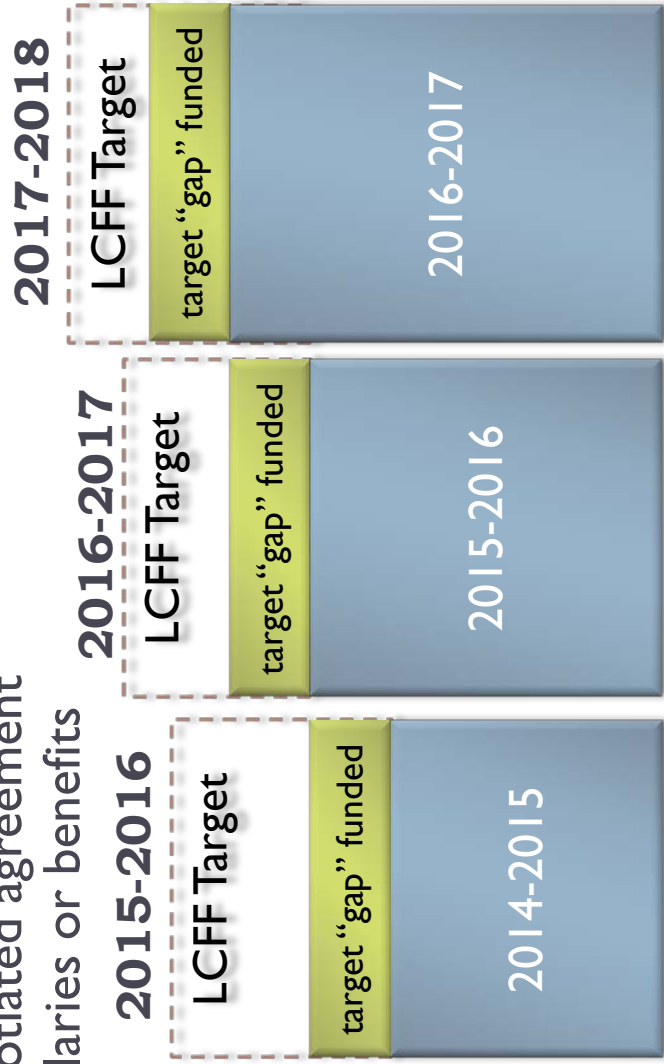 agreement
laries or benefits
2015-2016
LCFF Target
target “gap” funded
2014-2015
2016-2017
LCFF Target
target “gap” funded
2015-2016
2017-2018
LCFF Target
target “gap” funded
2016-2017